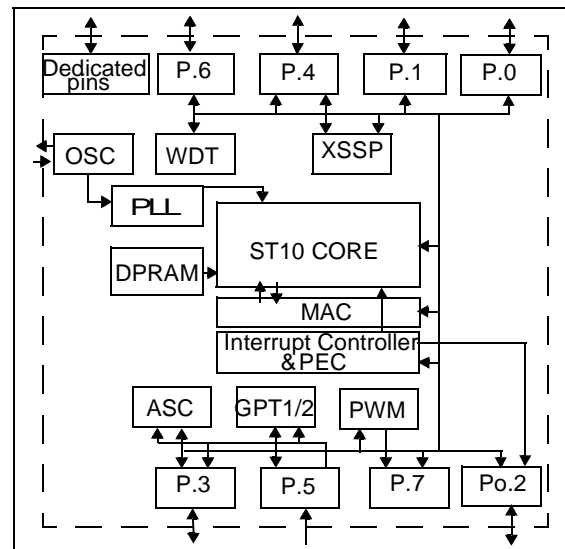 Dedicated
pins
P.6
P.4
P.1
P.0
OSC
WDT
XSSP
PLL
ST10 CORE
DPRAM
MAC
Interrupt Controller
&PEC
ASC
GPT1/2
PWM
P.3
P.5
P.7
Po.2